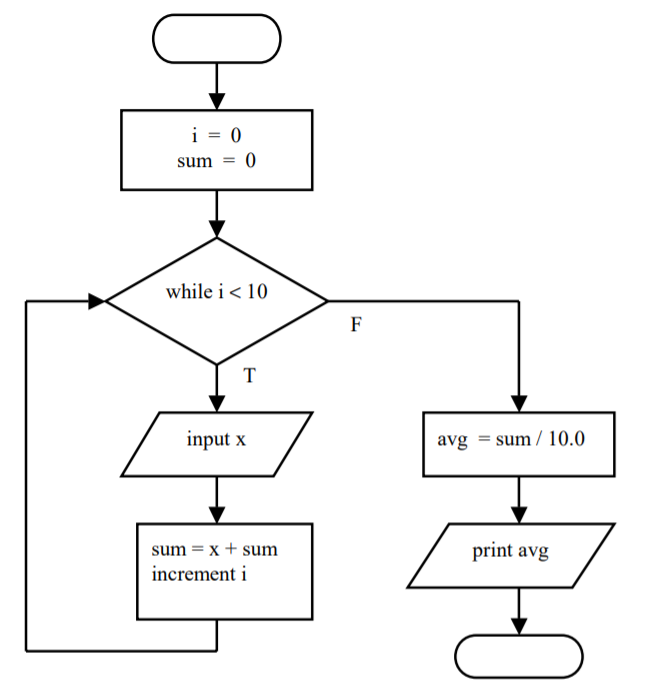 i = 0
sum = 0
while i < 10
F
T
input x
sum = x + sum
increment i
avg = sum / 10.0
print avg